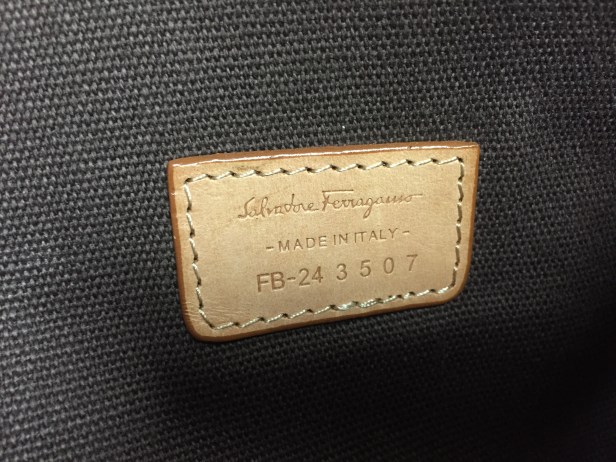 Salvatore Ferragamo
- MADE IN ITALY -
FB-24 3507